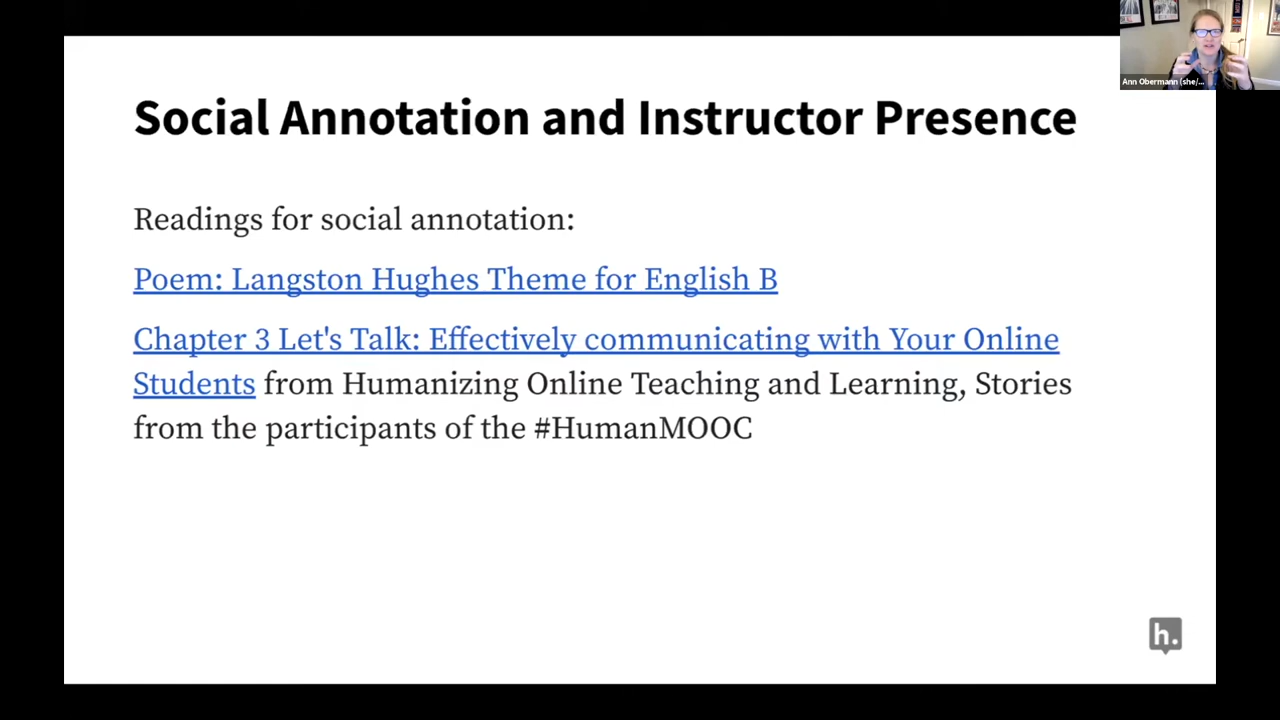 Ann Obermann (she/...
Social Annotation and Instructor Presence
Readings for social annotation:
Poem: Langston Hughes Theme for English B
Chapter 3 Let's Talk: Effectively communicating with Your Online
Students from Humanizing Online Teaching and Learning, Stories
from the participants of the #HumanMOOC
h.